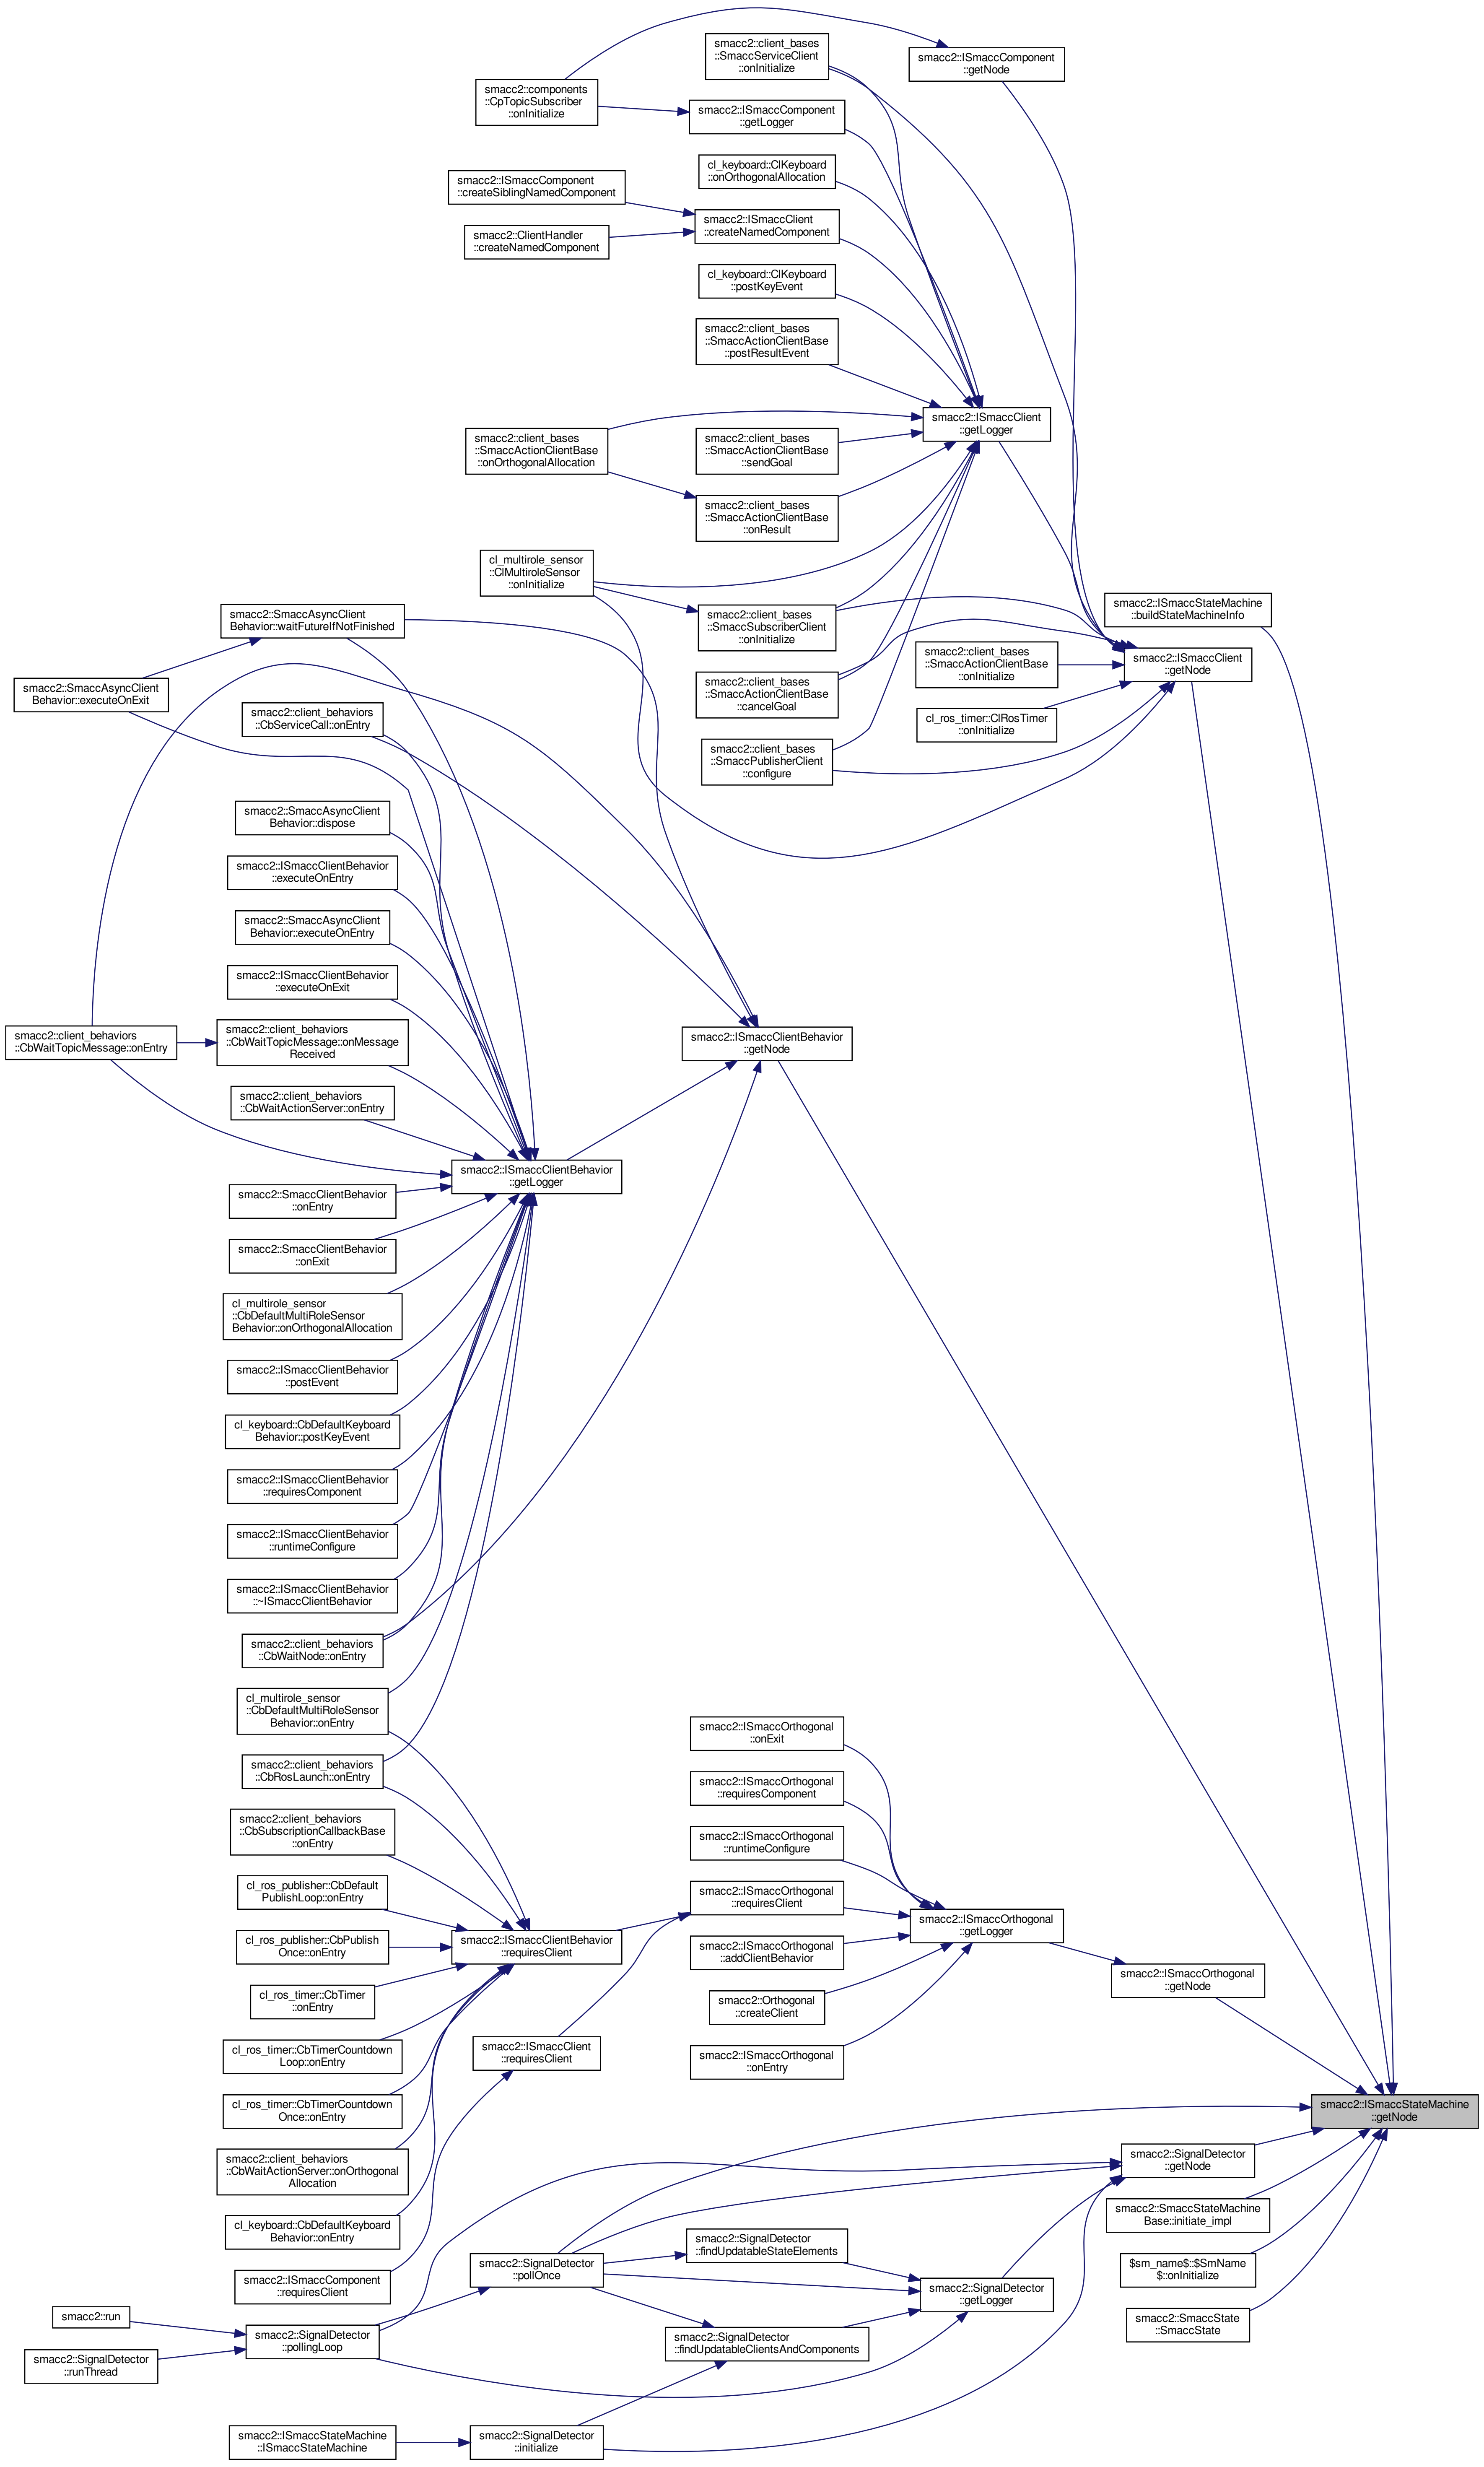 smacc2::client_bases
::SmaccServiceClient
::onInitialize
smacc2::ISmaccComponent
::getNode
smacc2::components
::CpTopicSubscriber
::onInitialize
smacc2::ISmaccComponent
::getLogger
cl_keyboard::ClKeyboard
::onOrthogonalAllocation
smacc2::ISmaccComponent
::createSiblingNamedComponent
smacc2::ISmaccClient
::createNamedComponent
smacc2::ClientHandler
::createNamedComponent
cl_keyboard::ClKeyboard
::postKeyEvent
smacc2::client_bases
::SmaccActionClientBase
::postResultEvent
smacc2::ISmaccClient
::getLogger
smacc2::client_bases
::SmaccActionClientBase
::onOrthogonalAllocation
smacc2::client_bases
::SmaccActionClientBase
::sendGoal
smacc2::client_bases
::SmaccActionClientBase
::onResult
cl_multirole_sensor
::ClMultiroleSensor
::onInitialize
smacc2::ISmaccStateMachine
::buildStateMachineInfo
smacc2::SmaccAsyncClient
Behavior::waitFutureIfNotFinished
smacc2::client_bases
::SmaccSubscriberClient
::onInitialize
smacc2::client_bases
::SmaccActionClientBase
::onInitialize
smacc2::ISmaccClient
::getNode
smacc2::SmaccAsyncClient
Behavior::executeOnExit
smacc2::client_bases
::SmaccActionClientBase
::cancelGoal
smacc2::client_behaviors
::CbServiceCall::onEntry
cl_ros_timer::ClRosTimer
::onInitialize
smacc2::client_bases
::SmaccPublisherClient
::configure
smacc2::SmaccAsyncClient
Behavior::dispose
smacc2::ISmaccClientBehavior
::executeOnEntry
smacc2::SmaccAsyncClient
Behavior::executeOnEntry
smacc2::ISmaccClientBehavior
::executeOnExit
smacc2::client_behaviors
::CbWaitTopicMessage::onEntry
smacc2::client_behaviors
::CbWaitTopicMessage::onMessage
Received
smacc2::ISmaccClientBehavior
::getNode
smacc2::client_behaviors
::CbWaitActionServer::onEntry
smacc2::ISmaccClientBehavior
::getLogger
smacc2::SmaccClientBehavior
::onEntry
smacc2::SmaccClientBehavior
::onExit
cl_multirole_sensor
::CbDefaultMultiRoleSensor
Behavior::onOrthogonalAllocation
smacc2::ISmaccClientBehavior
::postEvent
cl_keyboard::CbDefaultKeyboard
Behavior::postKeyEvent
smacc2::ISmaccClientBehavior
::requiresComponent
smacc2::ISmaccClientBehavior
::runtimeConfigure
smacc2::ISmaccClientBehavior
::~ISmaccClientBehavior
smacc2::client_behaviors
::CbWaitNode::onEntry
cl_multirole_sensor
::CbDefaultMultiRoleSensor
Behavior::onEntry
smacc2::ISmaccOrthogonal
::onExit
smacc2::client_behaviors
::CbRosLaunch::onEntry
smacc2::ISmaccOrthogonal
::requiresComponent
smacc2::client_behaviors
::CbSubscriptionCallbackBase
::onEntry
smacc2::ISmaccOrthogonal
::runtimeConfigure
cl_ros_publisher::CbDefault
PublishLoop::onEntry
smacc2::ISmaccOrthogonal
::requiresClient
smacc2::ISmaccOrthogonal
::getLogger
cl_ros_publisher::CbPublish
Once::onEntry
smacc2::ISmaccClientBehavior
::requiresClient
smacc2::ISmaccOrthogonal
::addClientBehavior
smacc2::ISmaccOrthogonal
::getNode
cl_ros_timer::CbTimer
::onEntry
smacc2::Orthogonal
::createClient
cl_ros_timer::CbTimerCountdown
Loop::onEntry
smacc2::ISmaccClient
::requiresClient
smacc2::ISmaccOrthogonal
::onEntry
cl_ros_timer::CbTimerCountdown
Once::onEntry
smacc2::ISmaccStateMachine
::getNode
smacc2::client_behaviors
::CbWaitActionServer::onOrthogonal
Allocation
smacc2::SignalDetector
::getNode
smacc2::SmaccStateMachine
Base::initiate_impl
cl_keyboard::CbDefaultKeyboard
Behavior::onEntry
smacc2::SignalDetector
::findUpdatableStateElements
smacc2::ISmaccComponent
::requiresClient
smacc2::SignalDetector
::pollOnce
$sm_name$::$SmName
$::onInitialize
smacc2::SignalDetector
::getLogger
smacc2::run
smacc2::SignalDetector
::pollingLoop
smacc2::SignalDetector
::findUpdatableClientsAndComponents
smacc2::SmaccState
::SmaccState
smacc2::SignalDetector
::runThread
smacc2::ISmaccStateMachine
::ISmaccStateMachine
smacc2::SignalDetector
::initialize